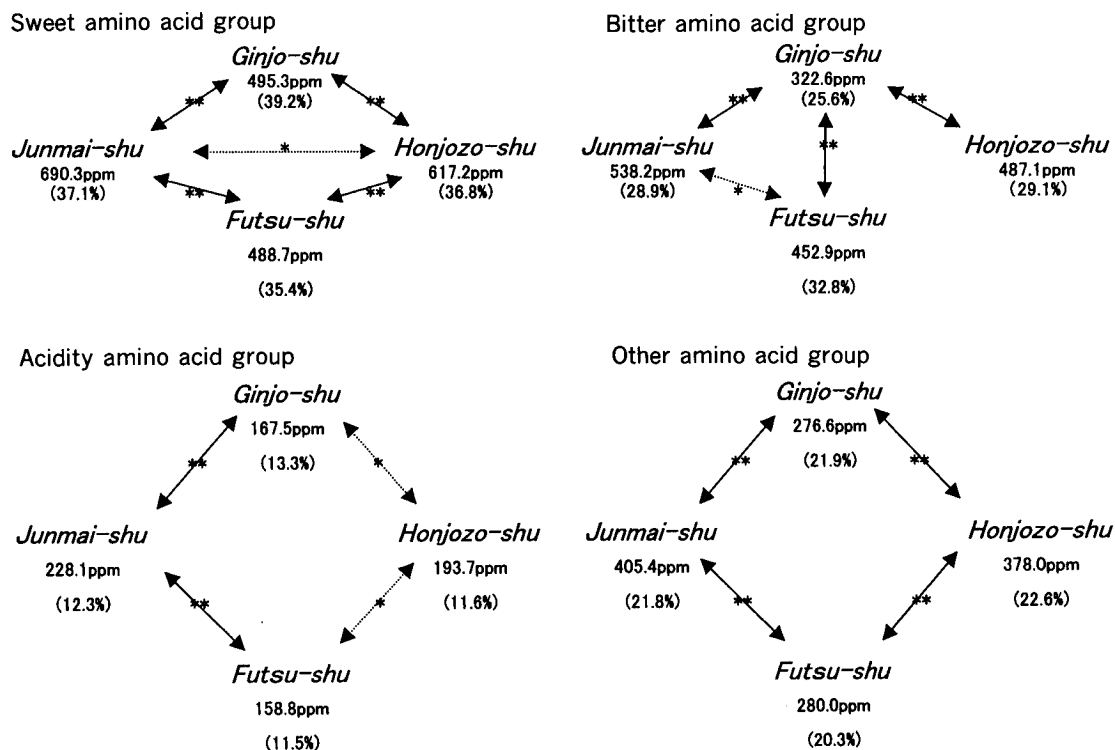 Sweet amino acid group
Ginjo-shu
495.3ppm
(39.2%)
**
**
Junmai-shu
690.3ppm
(37.1%)
*
Honjozo-shu
617.2ppm
(36.8%)
**
**
Futsu-shu
488.7ppm
(35.4%)
Bitter amino acid group
Ginjo-shu
322.6ppm
(25.6%)
**
**
**
Junmai-shu
538.2ppm
(28.9%)
Honjozo-shu
487.1ppm
(29.1%)
*
Futsu-shu
452.9ppm
(32.8%)
Acidity amino acid group
Ginjo-shu
167.5ppm
(13.3%)
**
*
Junmai-shu
228.1ppm
(12.3%)
Honjozo-shu
193.7ppm
(11.6%)
**
*
Futsu-shu
158.8ppm
(11.5%)
Other amino acid group
Ginjo-shu
276.6ppm
(21.9%)
**
**
Junmai-shu
405.4ppm
(21.8%)
Honjozo-shu
378.0ppm
(22.6%)
**
**
Futsu-shu
280.0ppm
(20.3%)